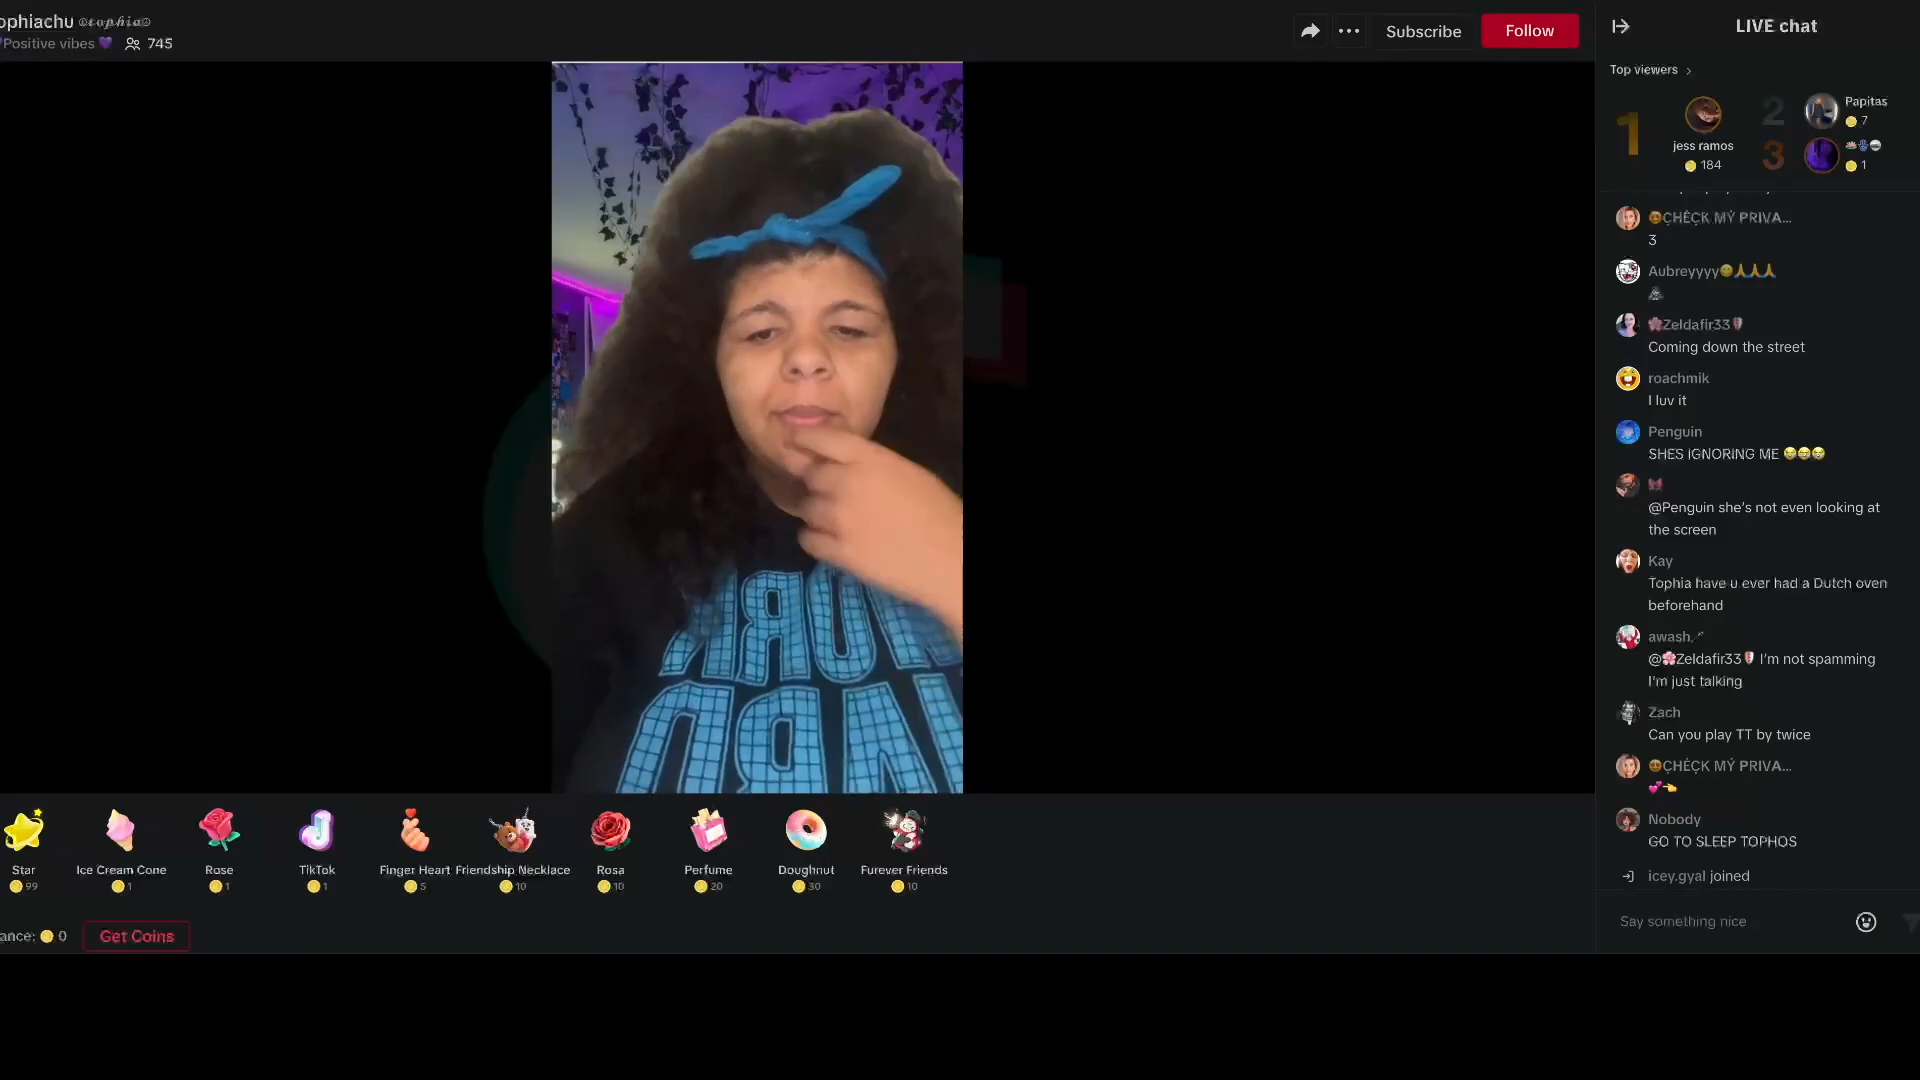 ophiachu @𝓽𝓸𝓹𝓱𝓲𝓪
Positive vibes 💜 745
Subscribe
Follow
LIVE chat
Top viewers >
1
jess ramos
184
2
Papitas
7
3
1
CHECK MY PRIVA...
3
Aubreyyyy😊🙏🙏🙏
🌸Zeldafir33
Coming down the street
roachmik
I luv it
Penguin
SHES IGNORING ME 😭😭😭
@Penguin she's not even looking at
the screen
Kay
Tophia have u ever had a Dutch oven
beforehand
awash
@🌸Zeldafir33 I'm not spamming
I'm just talking
Zach
Can you play TT by twice
CHECK MY PRIVA...
💞👈
Nobody
GO TO SLEEP TOPHOS
icey.gyal joined
Say something nice
YOUR
HARD
Star
99
Ice Cream Cone
1
Rose
1
TikTok
1
Finger Heart
5
Friendship Necklace
10
Rosa
10
Perfume
20
Doughnut
30
Furever Friends
10
ance: 0
Get Coins